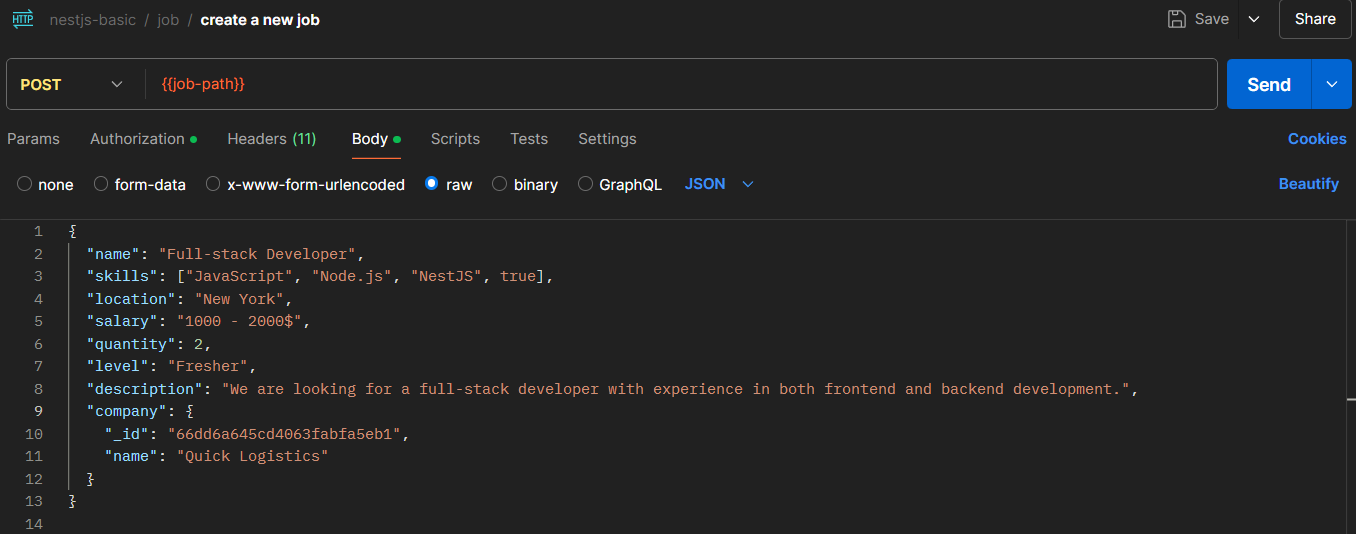 HTTP nestjs-basic / job / create a new job Save Share
POST {{job-path}} Send
Params Authorization Headers (11) Body Scripts Tests Settings Cookies
none form-data x-www-form-urlencoded raw binary GraphQL JSON Beautify
1 {
2 "name": "Full-stack Developer",
3 "skills": ["JavaScript", "Node.js", "NestJS", true],
4 "location": "New York",
5 "salary": "1000 - 2000$",
6 "quantity": 2,
7 "level": "Fresher",
8 "description": "We are looking for a full-stack developer with experience in both frontend and backend development.",
9 "company": {
10 "_id": "66dd6a645cd4063fabfa5eb1",
11 "name": "Quick Logistics"
12 }
13 }
14